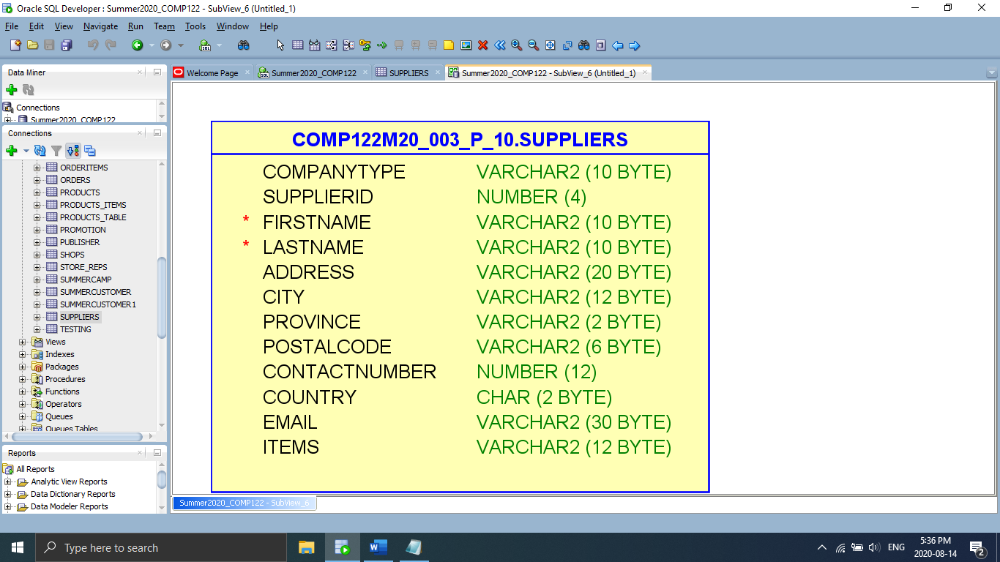 Oracle SQL Developer : Summer2020_COMP122 - SubView_6 (Untitled_1)
File Edit View Navigate Run Team Tools Window Help
Data Miner
Connections
Summer2020_COMP122
Connections
ORDERITEMS
ORDERS
PRODUCTS
PRODUCTS_ITEMS
PRODUCTS_TABLE
PROMOTION
PUBLISHER
SHOPS
STORE_REPS
SUMMERCAMP
SUMMERCUSTOMER
SUMMERCUSTOMER1
SUPPLIERS
TESTING
Views
Indexes
Packages
Procedures
Functions
Operators
Queues
Queues Tables
Reports
All Reports
Analytic View Reports
Data Dictionary Reports
Data Modeler Reports
Welcome Page Summer2020_COMP122 SUPPLIERS Summer2020_COMP122 - SubView_6 (Untitled_1)
COMP122M20_003_P_10.SUPPLIERS
COMPANYTYPE VARCHAR2 (10 BYTE)
SUPPLIERID NUMBER (4)
* FIRSTNAME VARCHAR2 (10 BYTE)
* LASTNAME VARCHAR2 (10 BYTE)
ADDRESS VARCHAR2 (20 BYTE)
CITY VARCHAR2 (12 BYTE)
PROVINCE VARCHAR2 (2 BYTE)
POSTALCODE VARCHAR2 (6 BYTE)
CONTACTNUMBER NUMBER (12)
COUNTRY CHAR (2 BYTE)
EMAIL VARCHAR2 (30 BYTE)
ITEMS VARCHAR2 (12 BYTE)
Summer2020_COMP122 - SubView_6
Type here to search
ENG
5:36 PM
2020-08-14
2